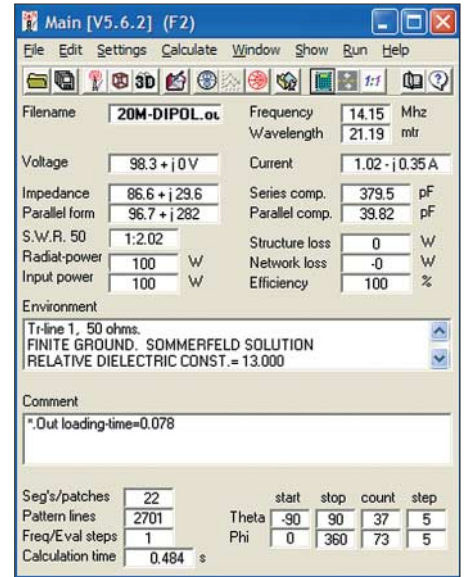 Main [V5.6.2] (F2)
File Edit Settings Calculate Window Show Run Help
3D 1:1 ?
Filename 20M-DIPOL.ou Frequency 14.15 Mhz
Wavelength 21.19 mtr
Voltage 98.3 + j 0 V Current 1.02 - j 0.35 A
Impedance 86.6 + j 29.6 Series comp. 379.5 pF
Parallel form 96.7 + j 282 Parallel comp. 39.82 pF
S.W.R. 50 1:2.02 Structure loss 0 W
Radiat-power 100 W Network loss -0 W
Input power 100 W Efficiency 100 %
Environment
Tr-line 1, 50 ohms.
FINITE GROUND. SOMMERFELD SOLUTION
RELATIVE DIELECTRIC CONST.= 13.000
Comment
*.Out loading-time=0.078
Seg's/patches 22 start stop count step
Pattern lines 2701 Theta -90 90 37 5
Freq/Eval steps 1 Phi 0 360 73 5
Calculation time 0.484 s